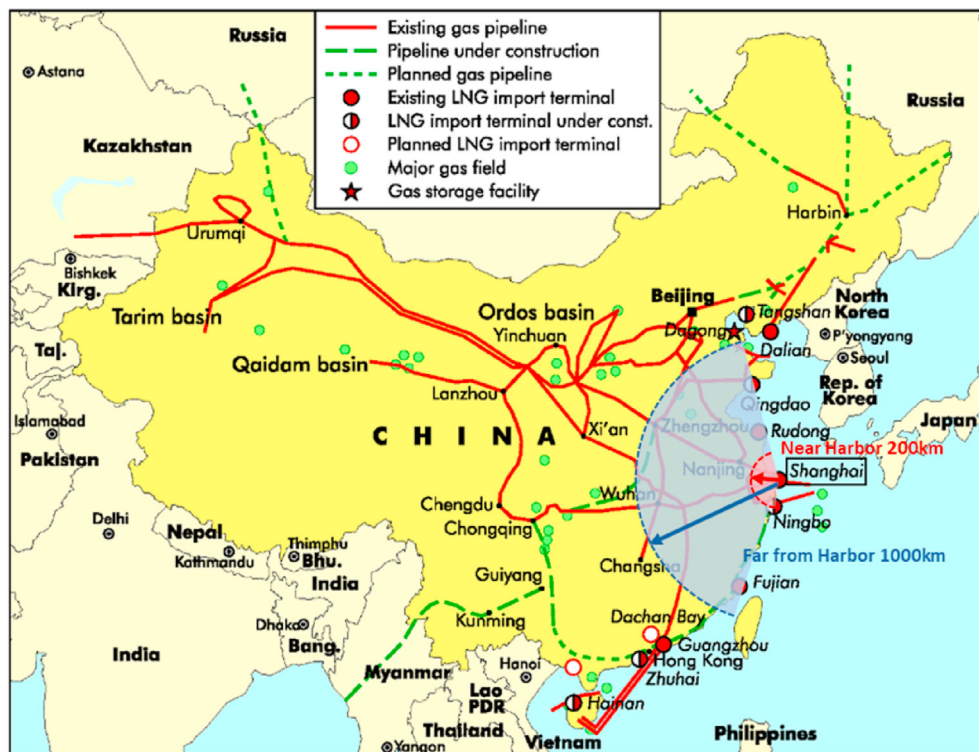 Existing gas pipeline
Pipeline under construction
Planned gas pipeline
Existing LNG import terminal
LNG import terminal under const.
Planned LNG import terminal
Major gas field
Gas storage facility
Russia
Astana
Kazakhstan
Russia
Harbin
Urumqi
Bishkek
Klrg.
Tarim basin
Ordos basin
Yinchuan
Beijing
Dagong
Tangshan
North
Korea
P'yongyang
Dalian
Seoul
Rep. of
Korea
Japan
Taj.
Qaidam basin
Lanzhou
Qingdao
Islamabad
Pakistan
CHINA
Xi'an
Zhengzhou
Rudong
Near Harbor 200km
Nanjing
Shanghai
Chengdu
Wuhan
Chongqing
Ningbo
Delhi
Nepal
Kathmandu
Thimphu
Bhu.
India
Far from Harbor 1000km
Changsha
Guiyang
Fujian
Kunming
Dachan Bay
Dhaka
Bang.
Guangzhou
India
Myanmar
Hanoi
Hong Kong
Zhuhai
Lao
PDR
Hainan
Thailand
Vietnam
Philippines
Yangon